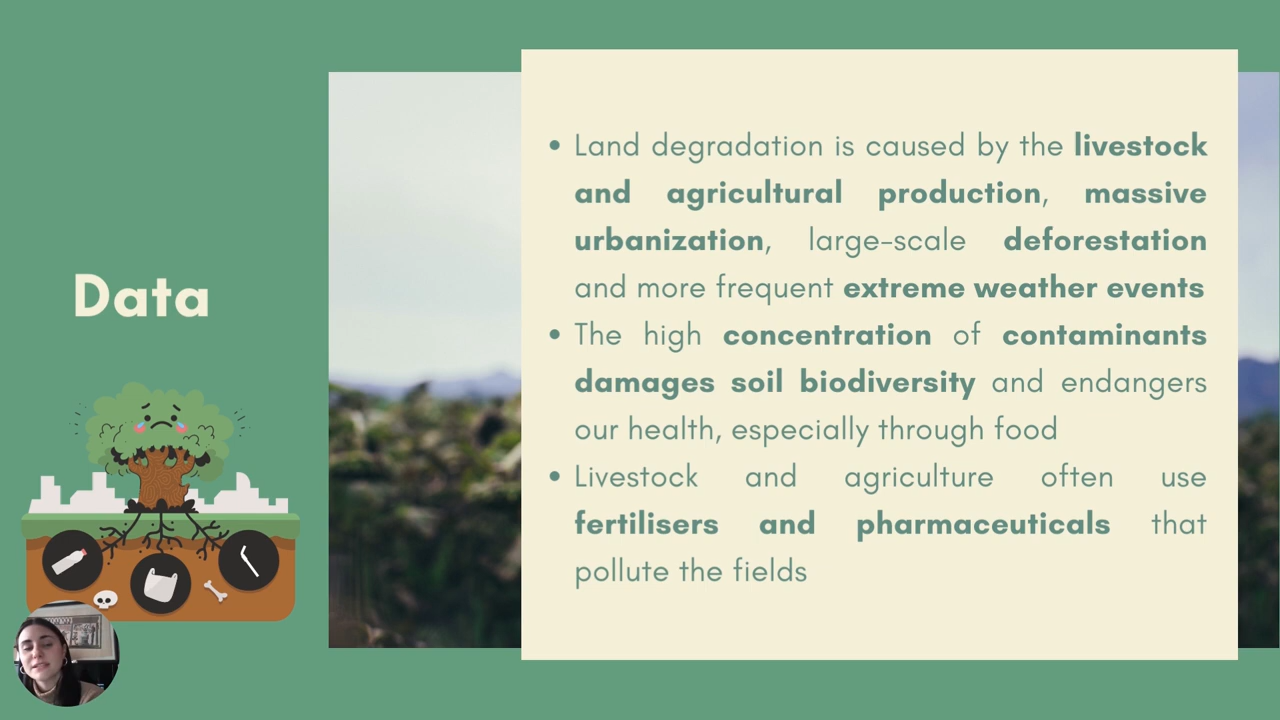 Data
• Land degradation is caused by the livestock
and agricultural production, massive
urbanization, large-scale deforestation
and more frequent extreme weather events
• The high concentration of contaminants
damages soil biodiversity and endangers
our health, especially through food
• Livestock and agriculture often use
fertilisers and pharmaceuticals that
pollute the fields